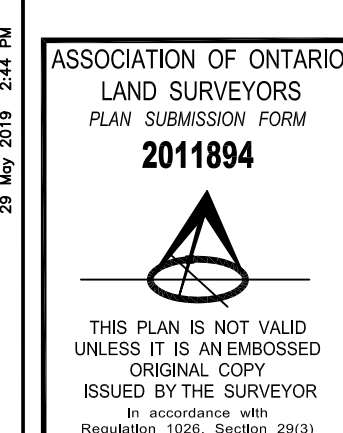 29 May 2019 2:44 PM
ASSOCIATION OF ONTARIO
LAND SURVEYORS
PLAN SUBMISSION FORM
2011894
THIS PLAN IS NOT VALID
UNLESS IT IS AN EMBOSSED
ORIGINAL COPY
ISSUED BY THE SURVEYOR
In accordance with
Regulation 1026, Section 29(3)